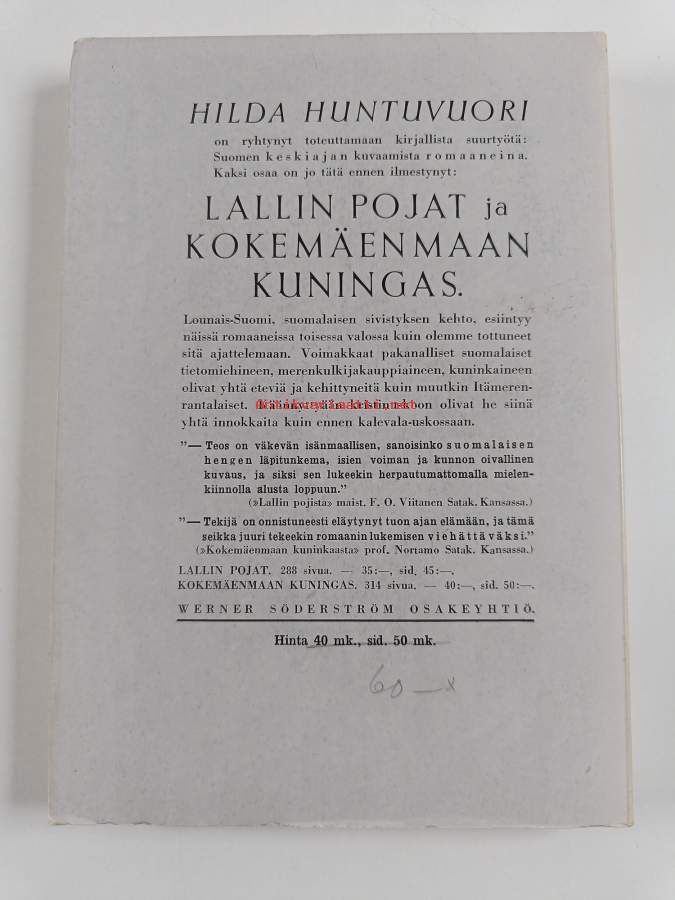 HILDA HUNTUVUORI
on ryhtynyt toteuttamaan kirjallista suurtyötä:
Suomen keskiajan kuvaamista romaaneina.
Kaksi osaa on jo tätä ennen ilmestynyt:
LALLIN POJAT ja
KOKEMÄENMAAN
KUNINGAS.
Lounais-Suomi, suomalaisen sivistyksen kehto, esiintyy
näissä romaaneissa toisessa valossa kuin olemme tottuneet
sitä ajattelemaan. Voimakkaat pakanalliset suomalaiset
tietomiehineen, merenkulkijakauppiaineen, kuninkaineen
olivat yhtä eteviä ja kehittyneitä kuin muutkin Itämeren-
rantalaiset. kristinuskoon olivat he siinä
yhtä innokkaita kuin ennen kalevala-uskossaan.
"— Teos on väkevän isänmaallisen, sanoisinko suomalaisen
hengen läpitunkema, isien voiman ja kunnon oivallinen
kuvaus, ja siksi sen lukeekin herpautumattomalla mielen-
kiinnolla alusta loppuun."
(»Lallin pojista» maist. F. O. Viitanen Satak. Kansassa.)
"— Tekijä on onnistuneesti eläytynyt tuon ajan elämään, ja tämä
seikka juuri tekeekin romaanin lukemisen viehättäväksi."
(»Kokemäenmaan kuninkaasta» prof. Nortamo Satak. Kansassa.)
LALLIN POJAT. 288 sivua. — 35:—, sid. 45:—.
KOKEMÄENMAAN KUNINGAS. 314 sivua. — 40:—, sid. 50:—.
WERNER SÖDERSTRÖM OSAKEYHTIÖ.
Hinta 40 mk., sid. 50 mk.
60 —x